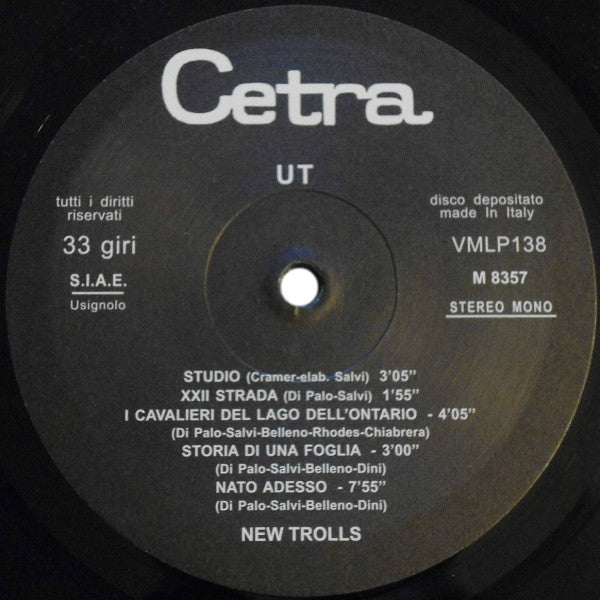 Cetra
UT
tutti i diritti
riservati
33 giri
S.I.A.E.
Usignolo
disco depositato
made In Italy
VMLP138
M 8357
STEREO MONO
STUDIO (Cramer-elab. Salvi) 3'05"
XXII STRADA (Di Palo-Salvi) 1'55"
I CAVALIERI DEL LAGO DELL'ONTARIO - 4'05"
(Di Palo-Salvi-Belleno-Rhodes-Chiabrera)
STORIA DI UNA FOGLIA - 3'00"
(Di Palo-Salvi-Belleno-Dini)
NATO ADESSO - 7'55"
(Di Palo-Salvi-Belleno-Dini)
NEW TROLLS